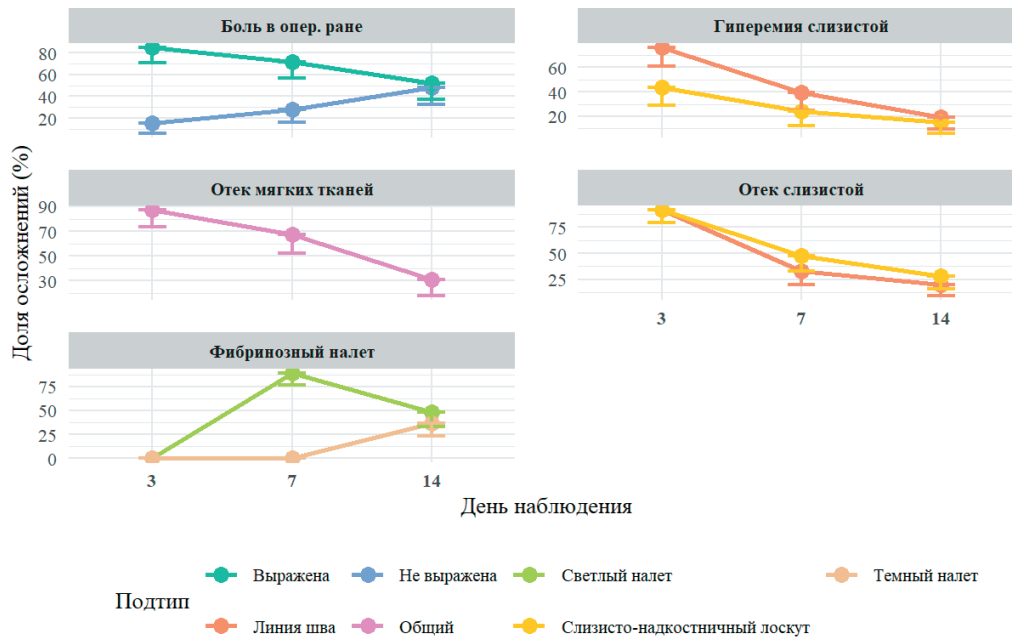 Боль в опер. ране
Гиперемия слизистой
80
60
40
20
60
40
20
Отек мягких тканей
Отек слизистой
90
70
50
30
75
50
25
3 7 14
Фибринозный налет
75
50
25
0
3 7 14
Доля осложнений (%)
День наблюдения
Подтип
Выражена Не выражена Светлый налет Темный налет
Линия шва Общий Слизисто-надкостничный лоскут